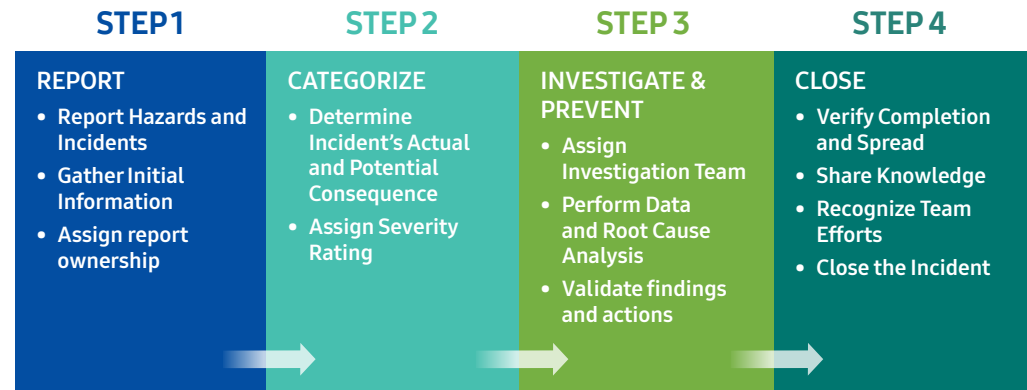 STEP 1
REPORT
• Report Hazards and
Incidents
• Gather Initial
Information
• Assign report
ownership
STEP 2
CATEGORIZE
• Determine
Incident's Actual
and Potential
Consequence
• Assign Severity
Rating
STEP 3
INVESTIGATE &
PREVENT
• Assign
Investigation Team
• Perform Data
and Root Cause
Analysis
• Validate findings
and actions
STEP 4
CLOSE
• Verify Completion
and Spread
• Share Knowledge
• Recognize Team
Efforts
• Close the Incident